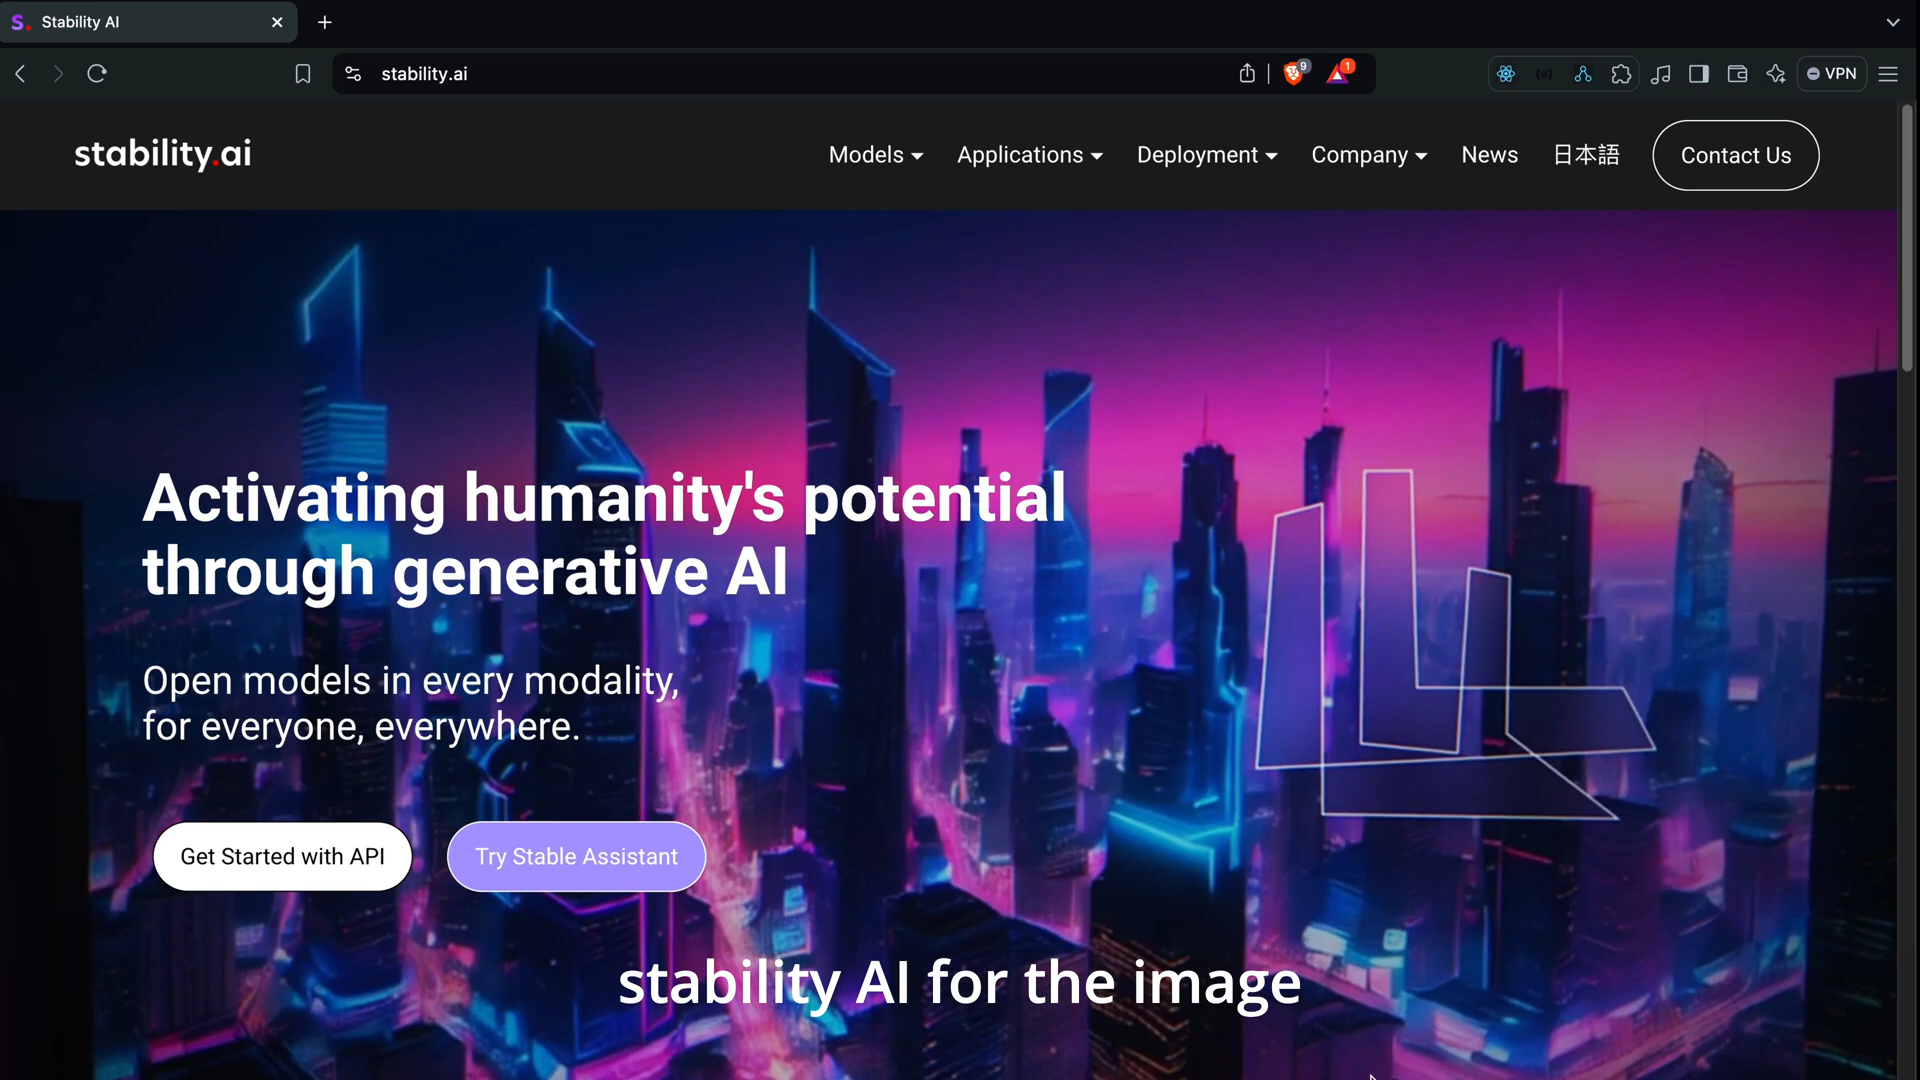 Stability AI
stability.ai
9
1
VPN
stability.ai
Models
Applications
Deployment
Company
News
日本語
Contact Us
Activating humanity's potential
through generative AI
Open models in every modality,
for everyone, everywhere.
Get Started with API
Try Stable Assistant
stability AI for the image